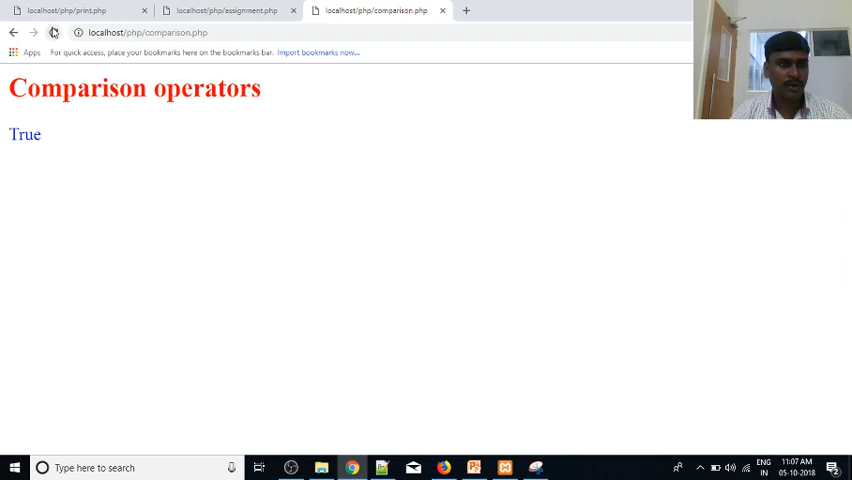 localhost/php/print.php
localhost/php/assignment.php
localhost/php/comparison.php
localhost/php/comparison.php
Apps
For quick access, place your bookmarks here on the bookmarks bar.
Import bookmarks now...
Comparison operators
True
Type here to search
ENG
IN
11:07 AM
05-10-2018
2